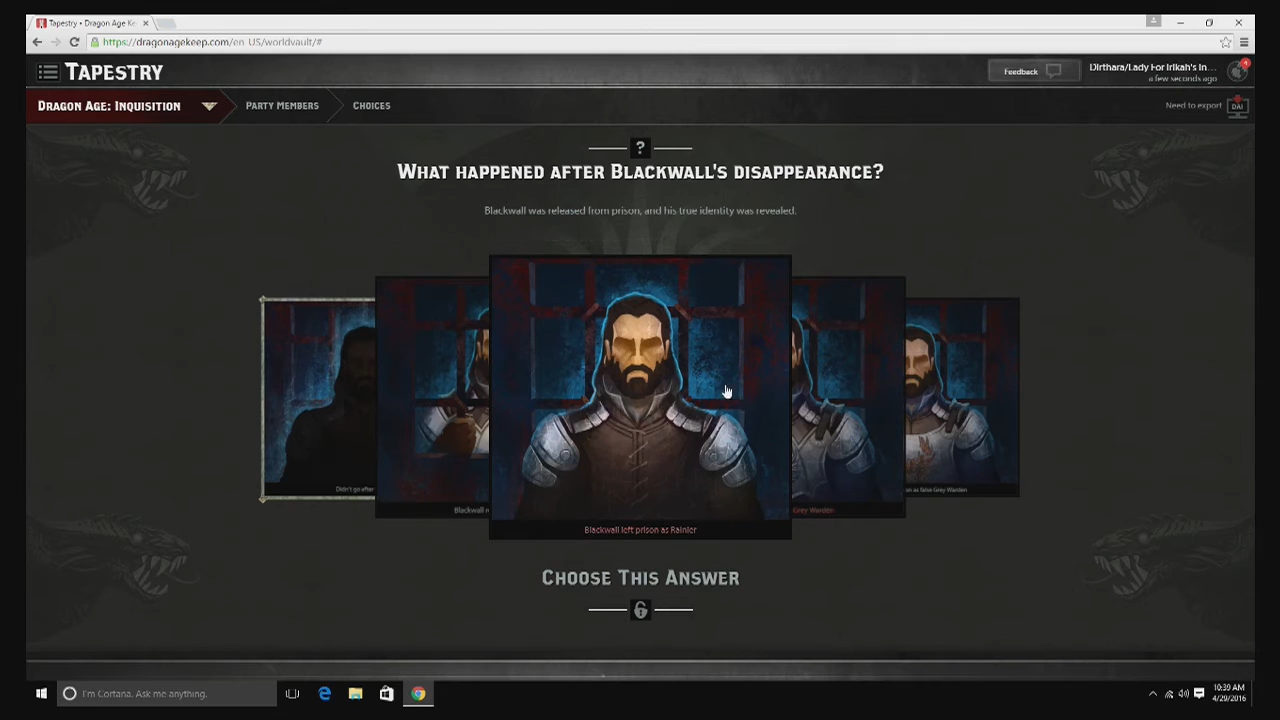 Tapestry • Dragon Age Ke
https://dragonagekeep.com/en_US/worldvault/#
TAPESTRY
Feedback
Dirthara/Lady For Irikah's In...
a few seconds ago
4
DRAGON AGE: INQUISITION
PARTY MEMBERS
CHOICES
Need to export
DAI
?
WHAT HAPPENED AFTER BLACKWALL'S DISAPPEARANCE?
Blackwall was released from prison, and his true identity was revealed.
Didn't go after
Blackwall r
Blackwall left prison as Rainier
Grey Warden
as false Grey Warden
CHOOSE THIS ANSWER
I'm Cortana. Ask me anything.
10:39 AM
4/29/2016